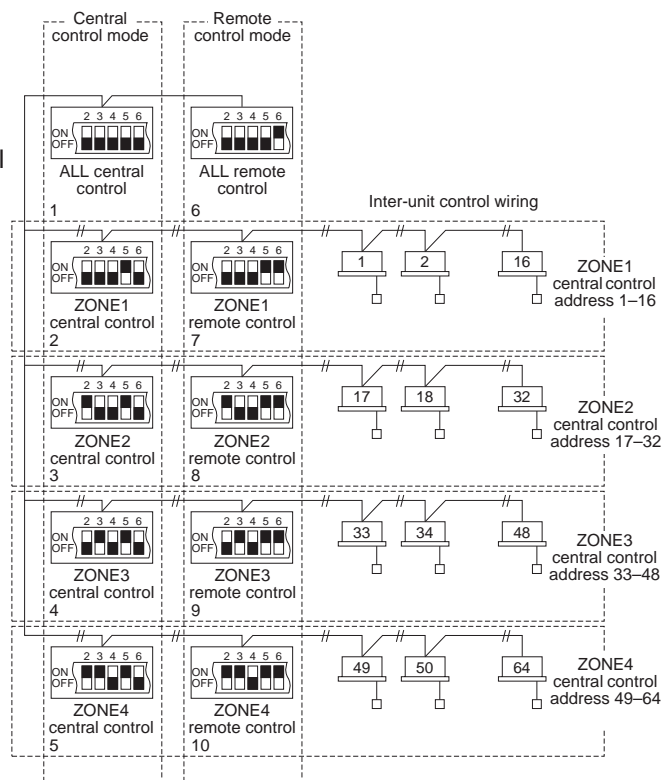 Central
control mode
Remote
control mode
2 3 4 5 6
ON
OFF
ALL central
control
1
2 3 4 5 6
ON
OFF
ALL remote
control
6
l
Inter-unit control wiring
2 3 4 5 6
ON
OFF
ZONE1
central control
2
2 3 4 5 6
ON
OFF
ZONE1
remote control
7
1
2
16
ZONE1
central control
address 1–16
2 3 4 5 6
ON
OFF
ZONE2
central control
3
2 3 4 5 6
ON
OFF
ZONE2
remote control
8
17
18
32
ZONE2
central control
address 17–32
2 3 4 5 6
ON
OFF
ZONE3
central control
4
2 3 4 5 6
ON
OFF
ZONE3
remote control
9
33
34
48
ZONE3
central control
address 33–48
2 3 4 5 6
ON
OFF
ZONE4
central control
5
2 3 4 5 6
ON
OFF
ZONE4
remote control
10
49
50
64
ZONE4
central control
address 49–64